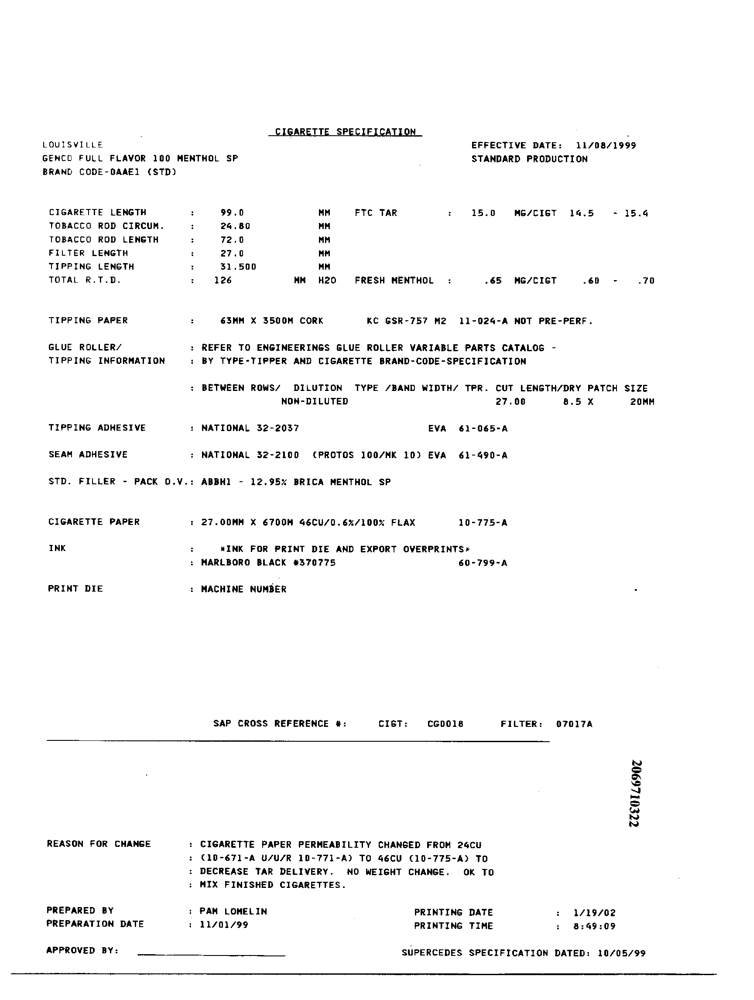 CIGARETTE SPECIFICATION
LOUISVILLE EFFECTIVE DATE: 11/08/1999
GENCO FULL FLAVOR 100 MENTHOL SP STANDARD PRODUCTION
BRAND CODE-0AAE1 (STD)
CIGARETTE LENGTH : 99.0 MM FTC TAR : 15.0 MG/CIGT 14.5 - 15.4
TOBACCO ROD CIRCUM. : 24.80 MM
TOBACCO ROD LENGTH : 72.0 MM
FILTER LENGTH : 27.0 MM
TIPPING LENGTH : 31.500 MM
TOTAL R.T.D. : 126 MM H2O FRESH MENTHOL : .65 MG/CIGT .60 - .70
TIPPING PAPER : 63MM X 3500M CORK KC GSR-757 M2 11-024-A NOT PRE-PERF.
GLUE ROLLER/ : REFER TO ENGINEERINGS GLUE ROLLER VARIABLE PARTS CATALOG -
TIPPING INFORMATION : BY TYPE-TIPPER AND CIGARETTE BRAND-CODE-SPECIFICATION
: BETWEEN ROWS/ DILUTION TYPE /BAND WIDTH/ TPR. CUT LENGTH/DRY PATCH SIZE
NON-DILUTED 27.00 8.5 X 20MM
TIPPING ADHESIVE : NATIONAL 32-2037 EVA 61-065-A
SEAM ADHESIVE : NATIONAL 32-2100 (PROTOS 100/MK 10) EVA 61-490-A
STD. FILLER - PACK O.V.: ABBH1 - 12.95% BRICA MENTHOL SP
CIGARETTE PAPER : 27.00MM X 6700M 46CU/0.6%/100% FLAX 10-775-A
INK : *INK FOR PRINT DIE AND EXPORT OVERPRINTS*
: MARLBORO BLACK #370775 60-799-A
PRINT DIE : MACHINE NUMBER
SAP CROSS REFERENCE #: CIGT: CG0018 FILTER: 07017A
2069710322
REASON FOR CHANGE : CIGARETTE PAPER PERMEABILITY CHANGED FROM 24CU
: (10-671-A U/U/R 10-771-A) TO 46CU (10-775-A) TO
: DECREASE TAR DELIVERY. NO WEIGHT CHANGE. OK TO
: MIX FINISHED CIGARETTES.
PREPARED BY : PAM LOMELIN PRINTING DATE : 1/19/02
PREPARATION DATE : 11/01/99 PRINTING TIME : 8:49:09
APPROVED BY: SUPERCEDES SPECIFICATION DATED: 10/05/99